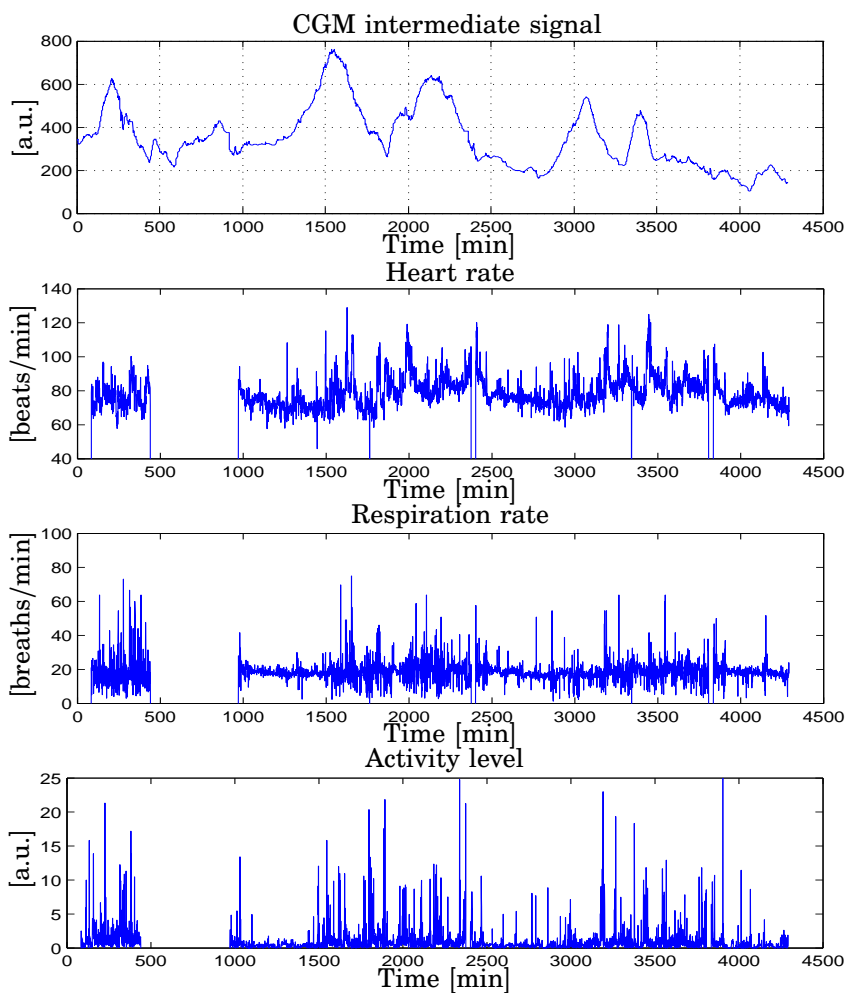 CGM intermediate signal
800
600
400
200
0
[a.u.]
0 500 1000 1500 2000 2500 3000 3500 4000 4500
Time [min]
Heart rate
140
120
100
80
60
40
[beats/min]
0 500 1000 1500 2000 2500 3000 3500 4000 4500
Time [min]
Respiration rate
100
80
60
40
20
0
[breaths/min]
0 500 1000 1500 2000 2500 3000 3500 4000 4500
Time [min]
Activity level
25
20
15
10
5
0
[a.u.]
0 500 1000 1500 2000 2500 3000 3500 4000 4500
Time [min]